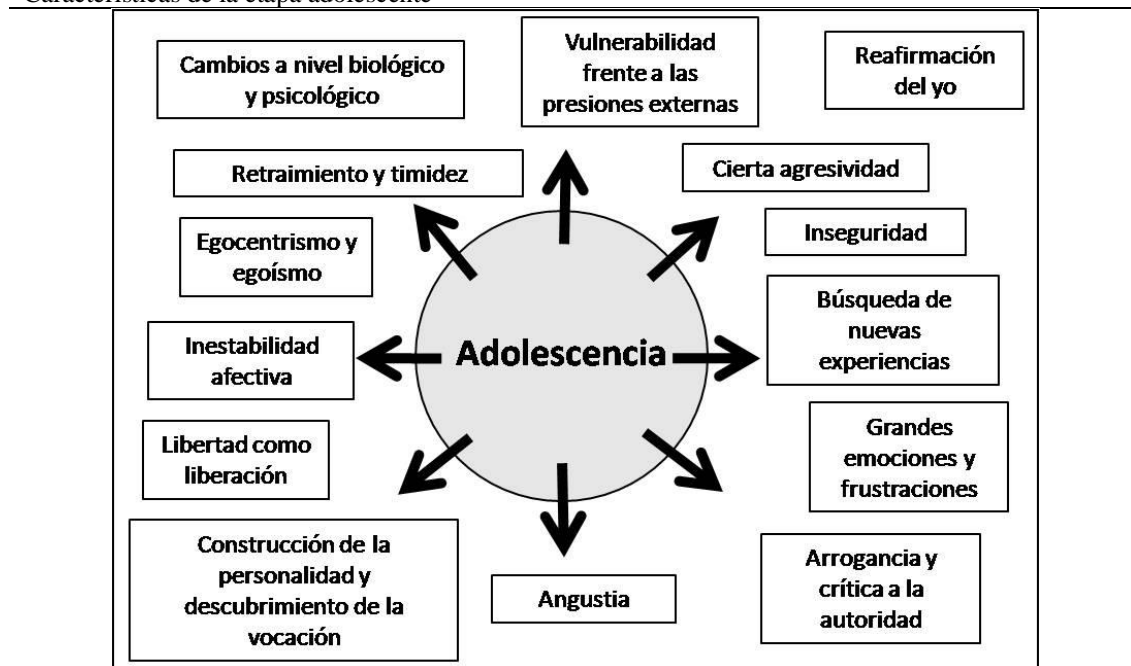 Características de la etapa adolescente
Cambios a nivel biológico
y psicológico
Vulnerabilidad
frente a las
presiones externas
Reafirmación
del yo
Retraimiento y timidez
Cierta agresividad
Egocentrismo y
egoísmo
Inseguridad
Búsqueda de
nuevas
experiencias
Inestabilidad
afectiva
Adolescencia
Grandes
emociones y
frustraciones
Libertad como
liberación
Construcción de la
personalidad y
descubrimiento de la
vocación
Angustia
Arrogancia y
crítica a la
autoridad